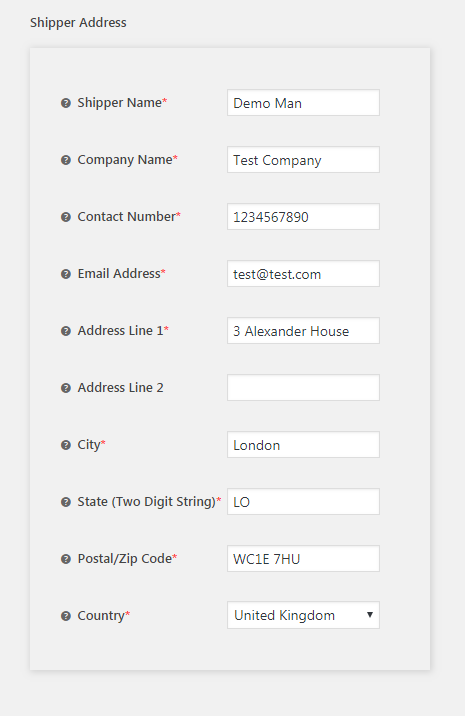 Shipper Address
Shipper Name* Demo Man
Company Name* Test Company
Contact Number* 1234567890
Email Address* test@test.com
Address Line 1* 3 Alexander House
Address Line 2
City* London
State (Two Digit String)* LO
Postal/Zip Code* WC1E 7HU
Country* United Kingdom